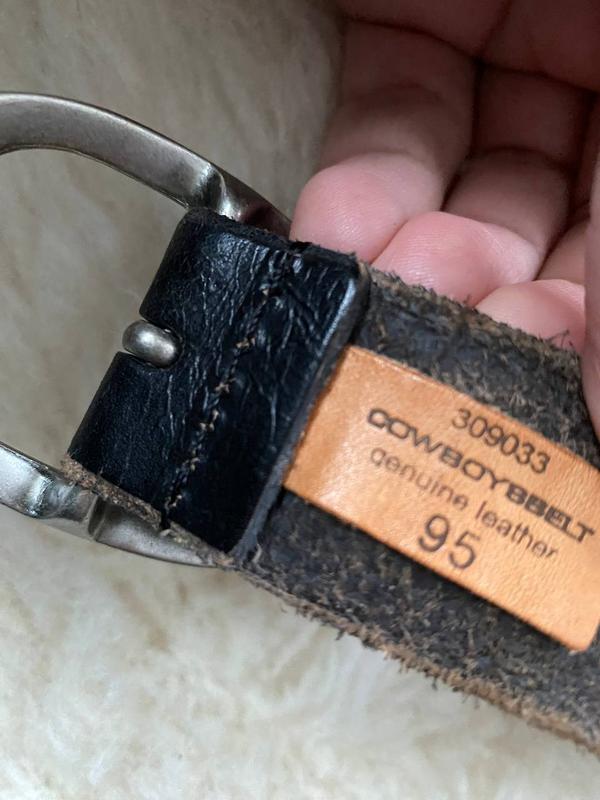 309033
COWBOYSBELT
genuine leather
95